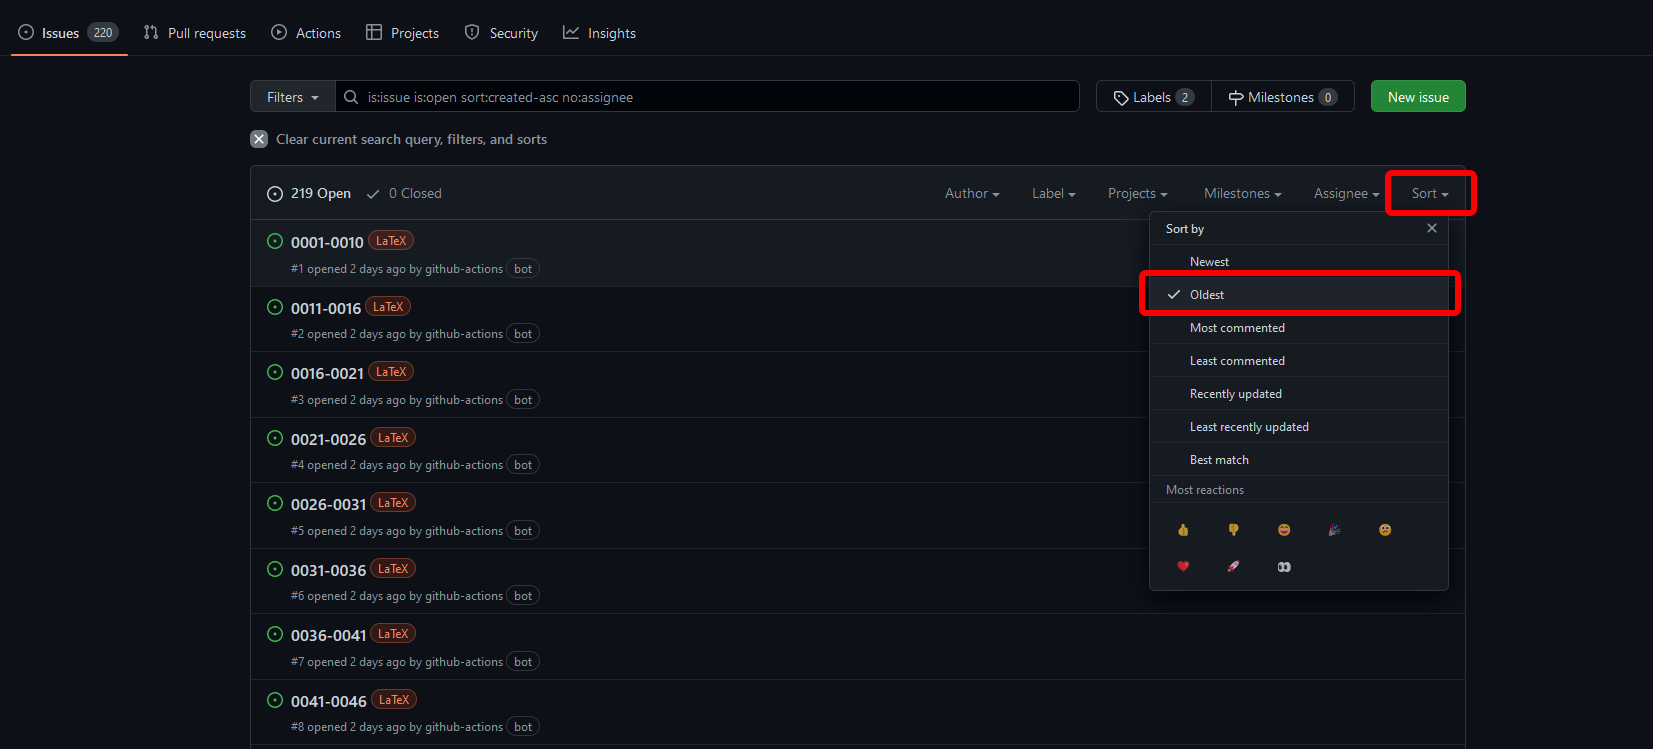 Issues 220 Pull requests Actions Projects Security Insights
Filters is:issue is:open sort:created-asc no:assignee Labels 2 Milestones 0 New issue
Clear current search query, filters, and sorts
219 Open 0 Closed Author Label Projects Milestones Assignee Sort
0001-0010 LaTeX
#1 opened 2 days ago by github-actions bot
0011-0016 LaTeX
#2 opened 2 days ago by github-actions bot
0016-0021 LaTeX
#3 opened 2 days ago by github-actions bot
0021-0026 LaTeX
#4 opened 2 days ago by github-actions bot
0026-0031 LaTeX
#5 opened 2 days ago by github-actions bot
0031-0036 LaTeX
#6 opened 2 days ago by github-actions bot
0036-0041 LaTeX
#7 opened 2 days ago by github-actions bot
0041-0046 LaTeX
#8 opened 2 days ago by github-actions bot
Sort by
Newest
Oldest
Most commented
Least commented
Recently updated
Least recently updated
Best match
Most reactions